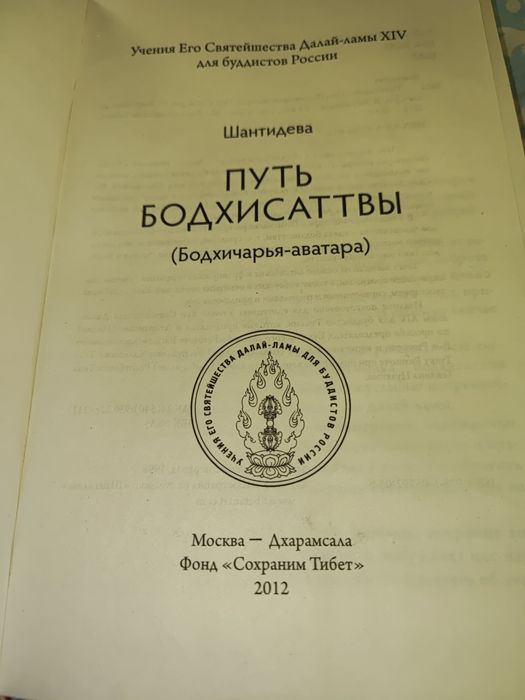 Учения Его Святейшества Далай-ламы XIV
для буддистов России
Шантидева
ПУТЬ
БОДХИСАТТВЫ
(Бодхичарья-аватара)
УЧЕНИЯ ЕГО СВЯТЕЙШЕСТВА ДАЛАЙ-ЛАМЫ ДЛЯ БУДДИСТОВ РОССИИ
Москва — Дхарамсала
Фонд «Сохраним Тибет»
2012